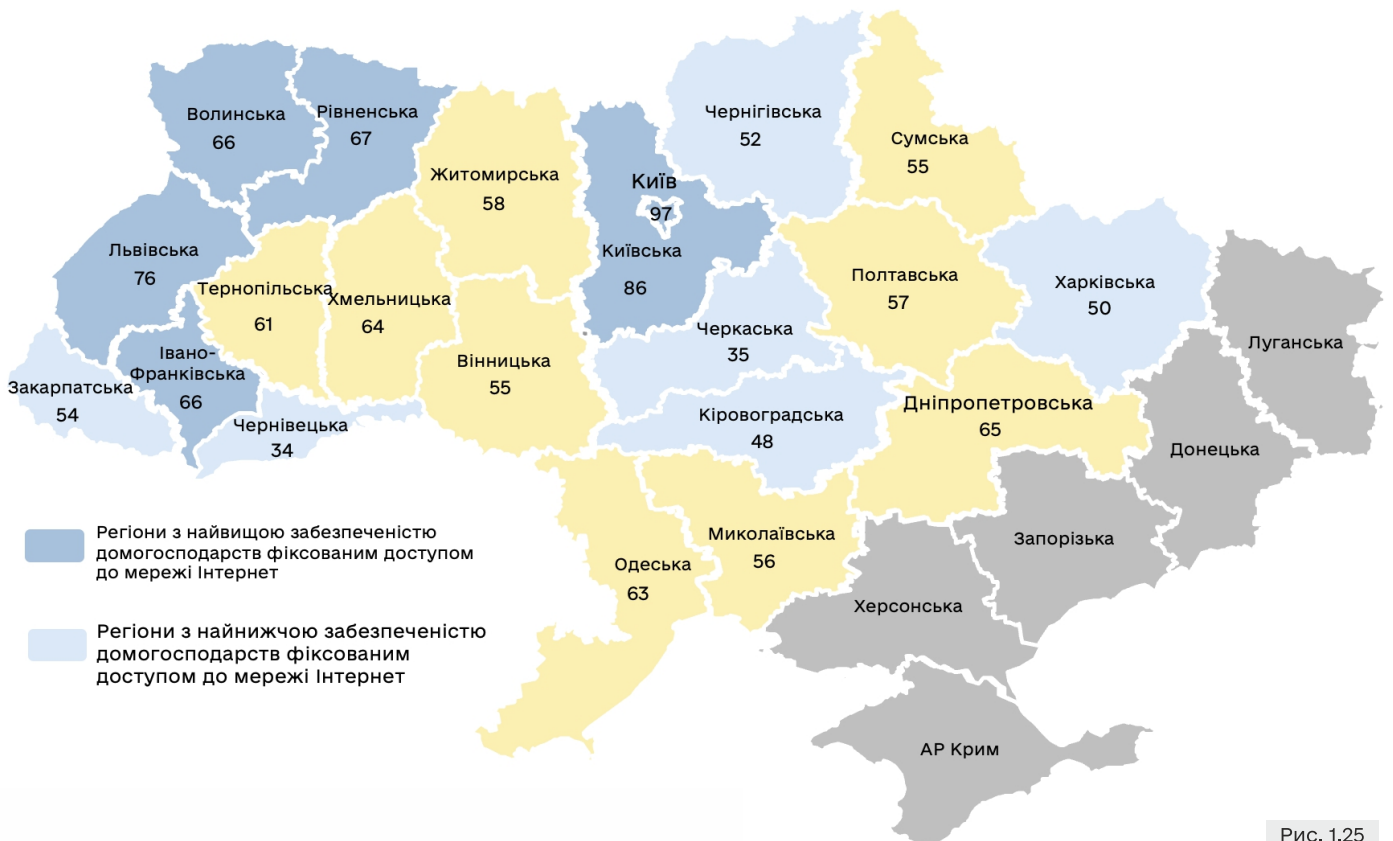 Волинська
66
Рівненська
67
Житомирська
58
Київ
97
Київська
86
Чернігівська
52
Сумська
55
Львівська
76
Тернопільська
61
Хмельницька
64
Вінницька
55
Черкаська
35
Полтавська
57
Харківська
50
Луганська
Закарпатська
54
Івано-
Франківська
66
Чернівецька
34
Кіровоградська
48
Дніпропетровська
65
Донецька
Одеська
63
Миколаївська
56
Запорізька
Херсонська
АР Крим
Регіони з найвищою забезпеченістю
домогосподарств фіксованим доступом
до мережі Інтернет
Регіони з найнижчою забезпеченістю
домогосподарств фіксованим
доступом до мережі Інтернет
Рис. 1.25